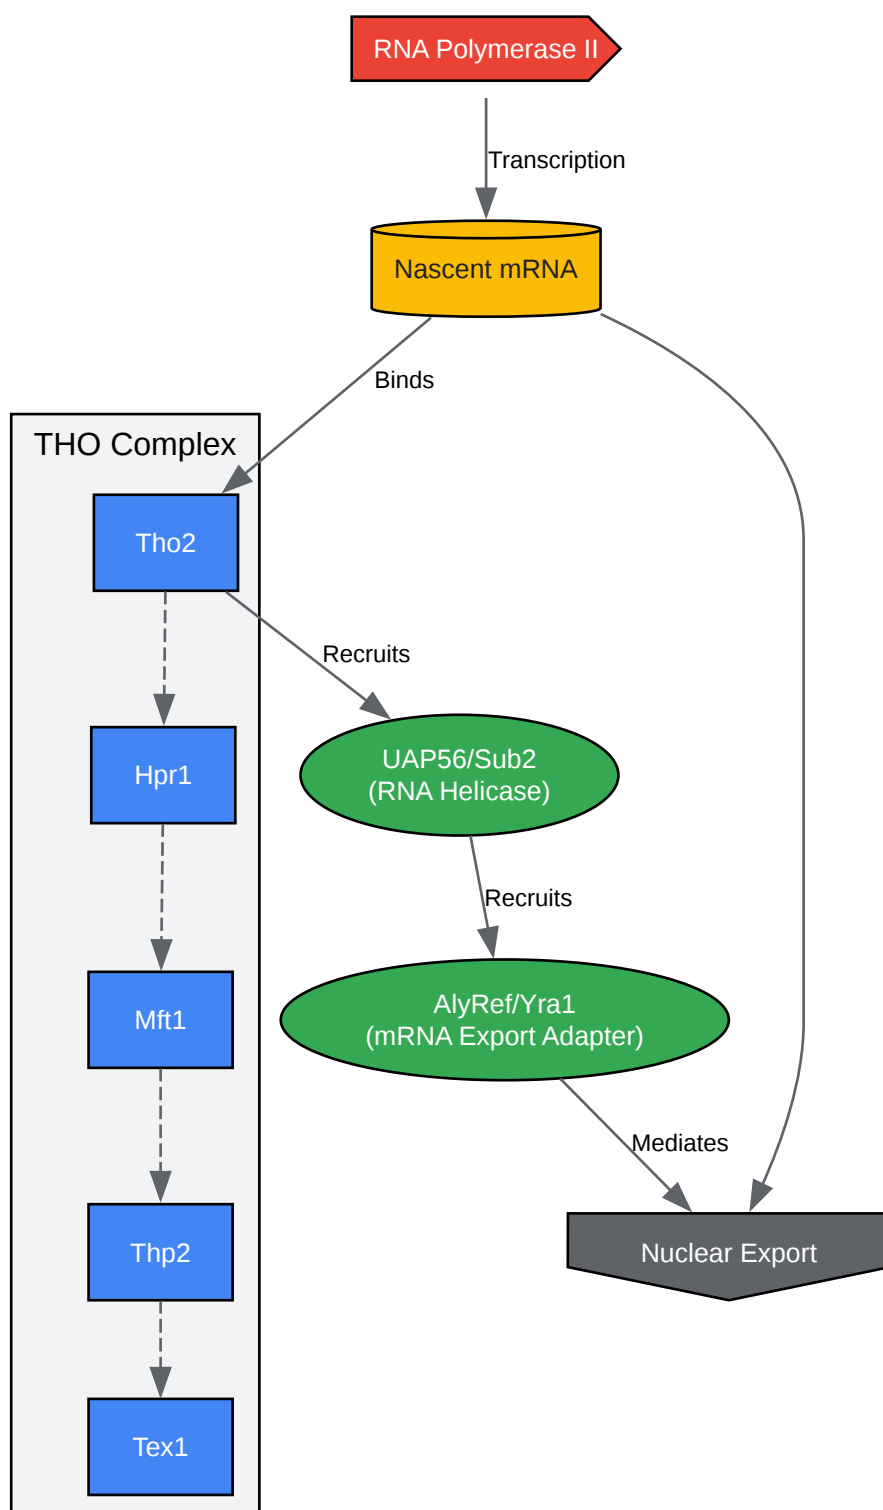 RNA Polymerase II
Transcription
Nascent mRNA
Binds
THO Complex
Tho2
Recruits
Hpr1
UAP56/Sub2
(RNA Helicase)
Recruits
Mft1
AlyRef/Yra1
(mRNA Export Adapter)
Mediates
Thp2
Nuclear Export
Tex1